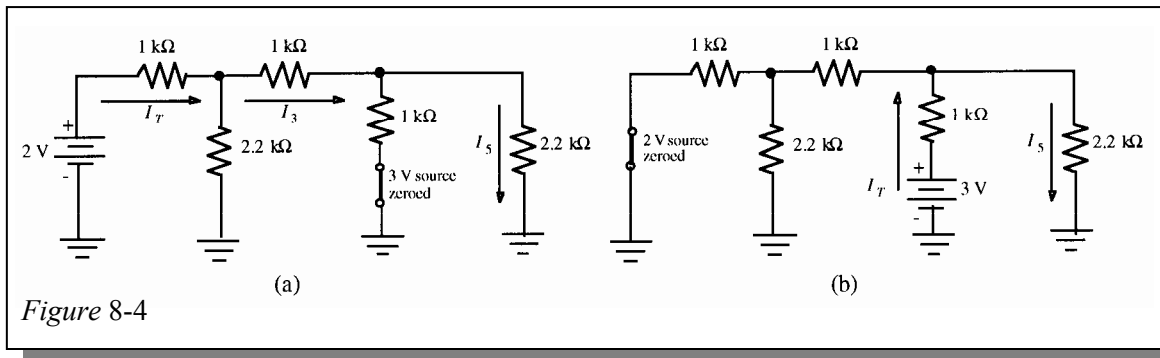 1 kΩ 1 kΩ
I_T I_3
+
2 V
-
2.2 kΩ
1 kΩ
3 V source
zeroed
I_5
2.2 kΩ
(a)
1 kΩ 1 kΩ
2 V source
zeroed
2.2 kΩ
1 kΩ
I_T
+
3 V
-
I_5
2.2 kΩ
(b)
Figure 8-4